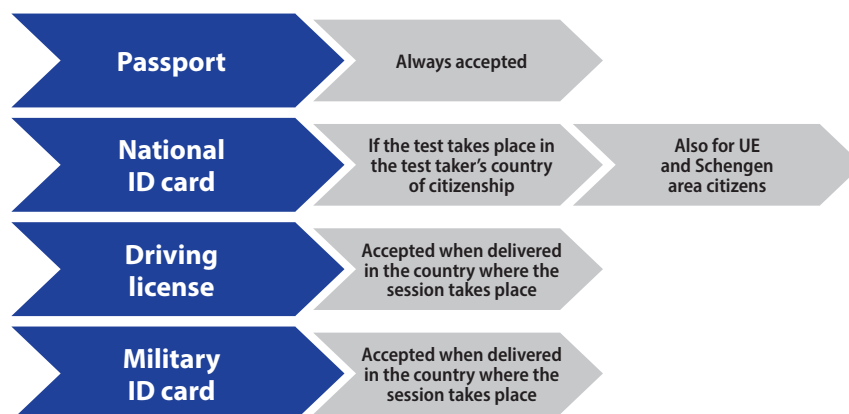 Passport
Always accepted
National
ID card
If the test takes place in
the test taker's country
of citizenship
Also for UE
and Schengen
area citizens
Driving
license
Accepted when delivered
in the country where the
session takes place
Military
ID card
Accepted when delivered
in the country where the
session takes place